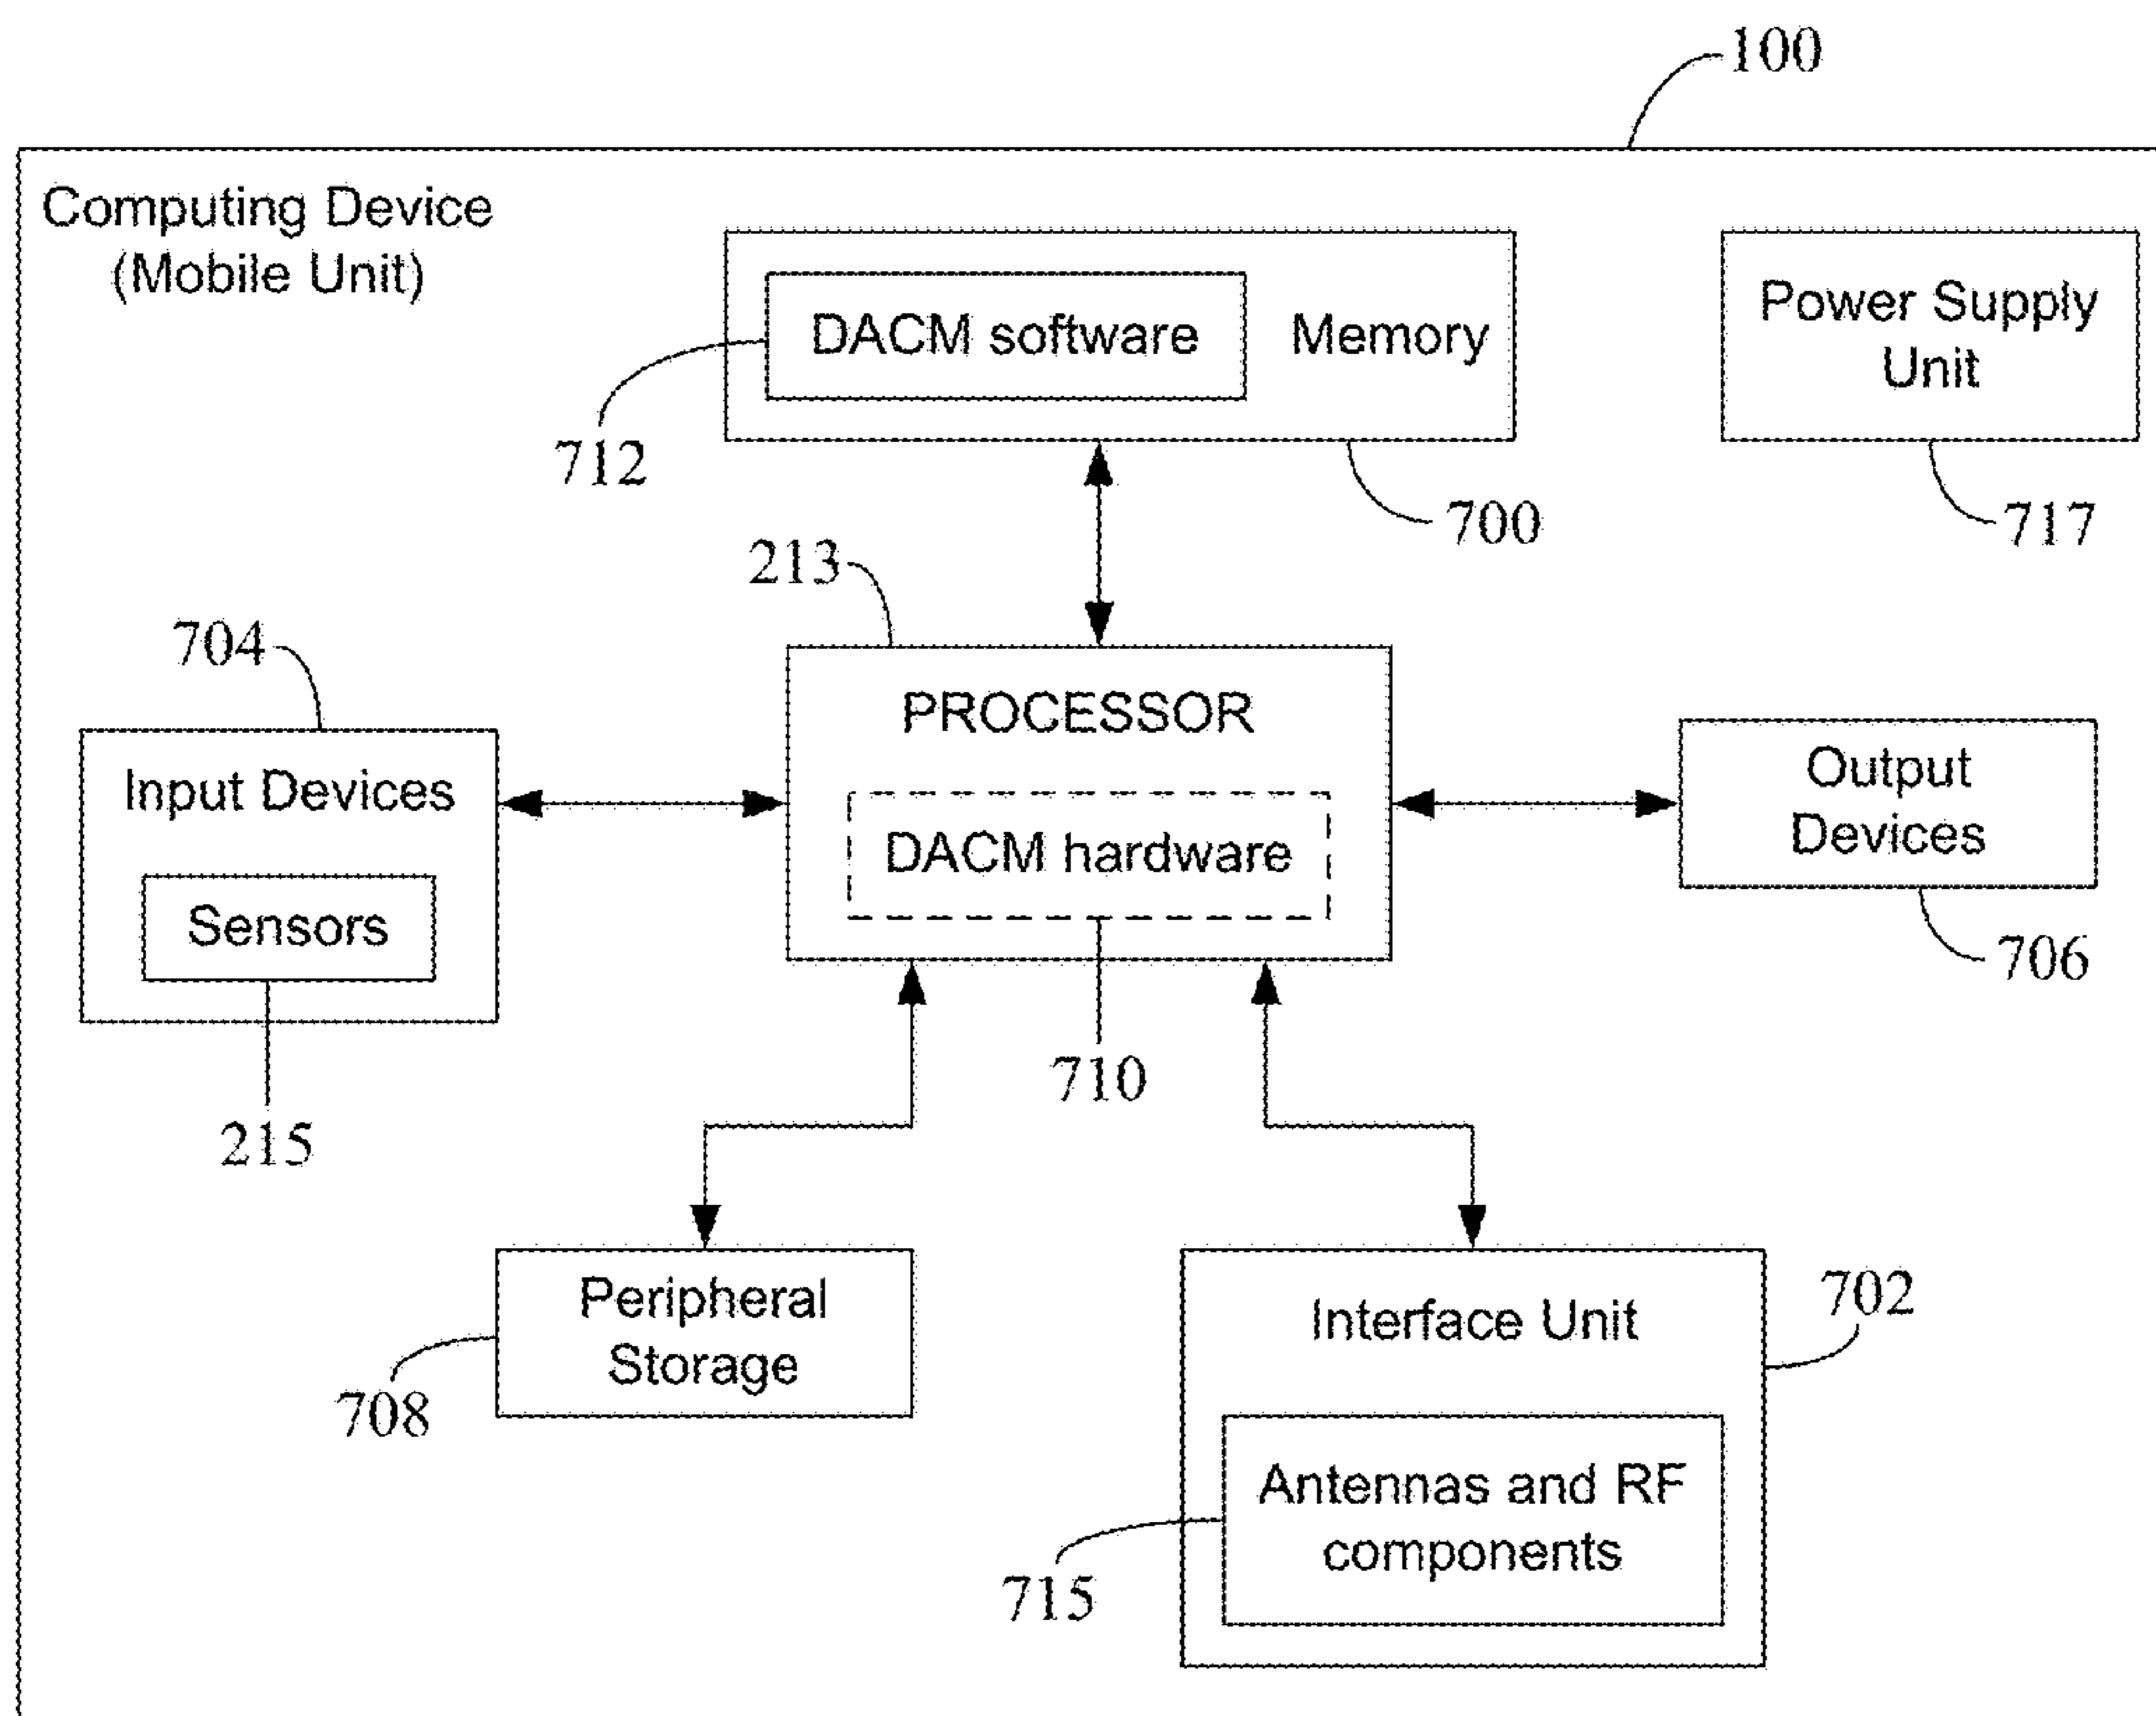 100
Computing Device
(Mobile Unit)
DACM software
Memory
Power Supply
Unit
712
700
717
213
704
PROCESSOR
Input Devices
Output
Devices
DACM hardware
Sensors
706
710
215
Peripheral
Storage
702
Interface Unit
708
Antennas and RF
components
715